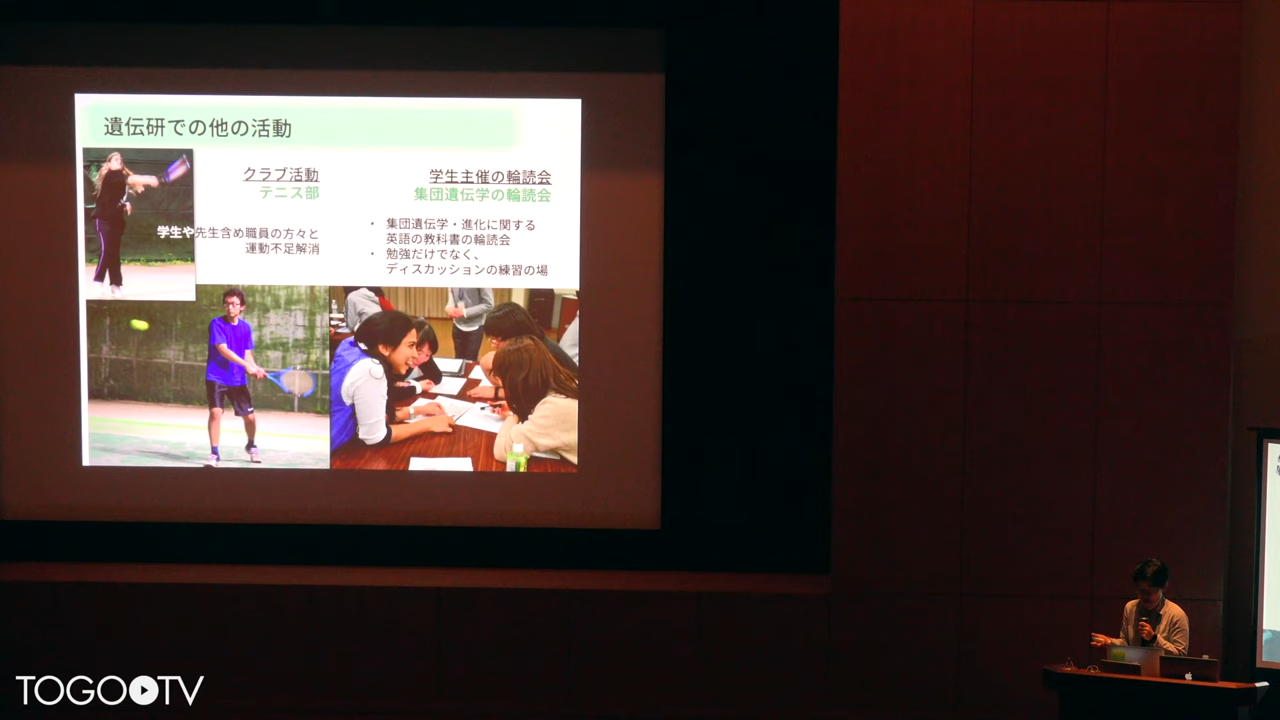 遺伝研での他の活動
クラブ活動
テニス部
学生や先生含め職員の方々と
運動不足解消
学生主催の輪読会
集団遺伝学の輪読会
・ 集団遺伝学・進化に関する
英語の教科書の輪読会
・ 勉強だけでなく、
ディスカッションの練習の場
TOGOTV